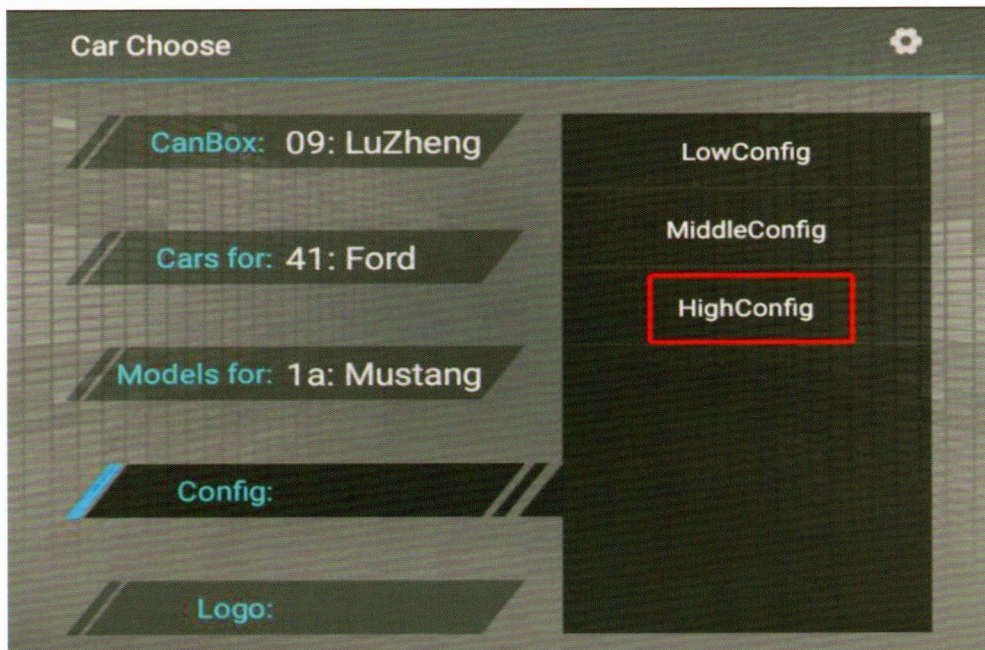 Car Choose
CanBox: 09: LuZheng
Cars for: 41: Ford
Models for: 1a: Mustang
Config:
Logo:
LowConfig
MiddleConfig
HighConfig